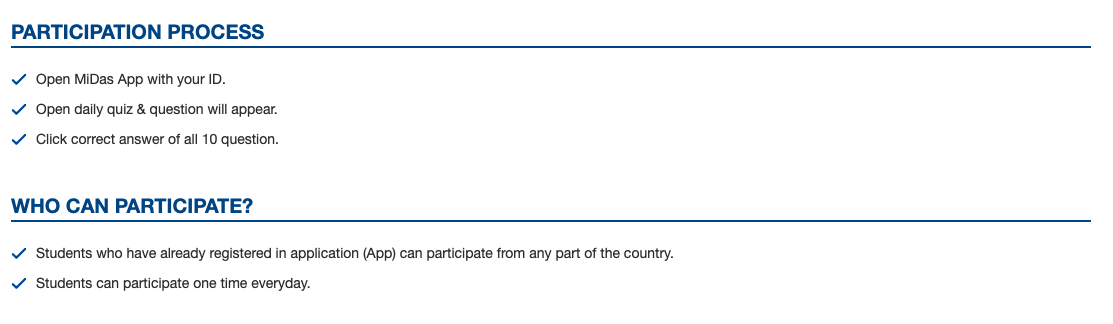 PARTICIPATION PROCESS
Open MiDas App with your ID.
Open daily quiz & question will appear.
Click correct answer of all 10 question.
WHO CAN PARTICIPATE?
Students who have already registered in application (App) can participate from any part of the country.
Students can participate one time everyday.